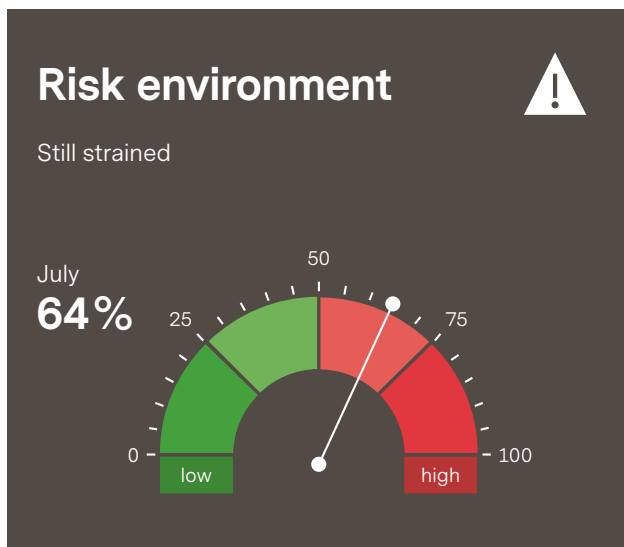 Risk environment
Still strained
July
64%
0
25
50
75
100
low
high